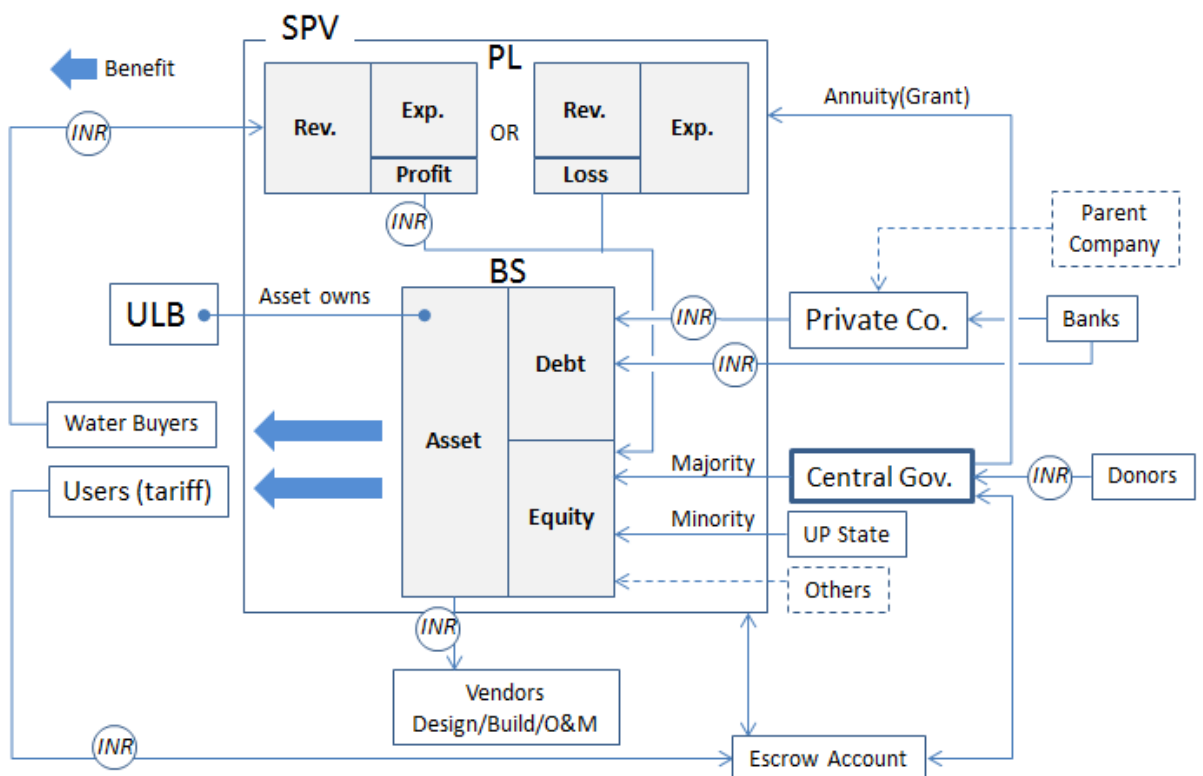 SPV
PL
Benefit
Rev.
Exp.
Profit
OR
Rev.
Loss
Exp.
Annuity(Grant)
INR
INR
Parent
Company
BS
ULB
Asset owns
INR
Private Co.
Banks
Debt
INR
Water Buyers
Asset
Majority
Central Gov.
INR
Donors
Users (tariff)
Equity
Minority
UP State
Others
INR
Vendors
Design/Build/O&M
INR
Escrow Account